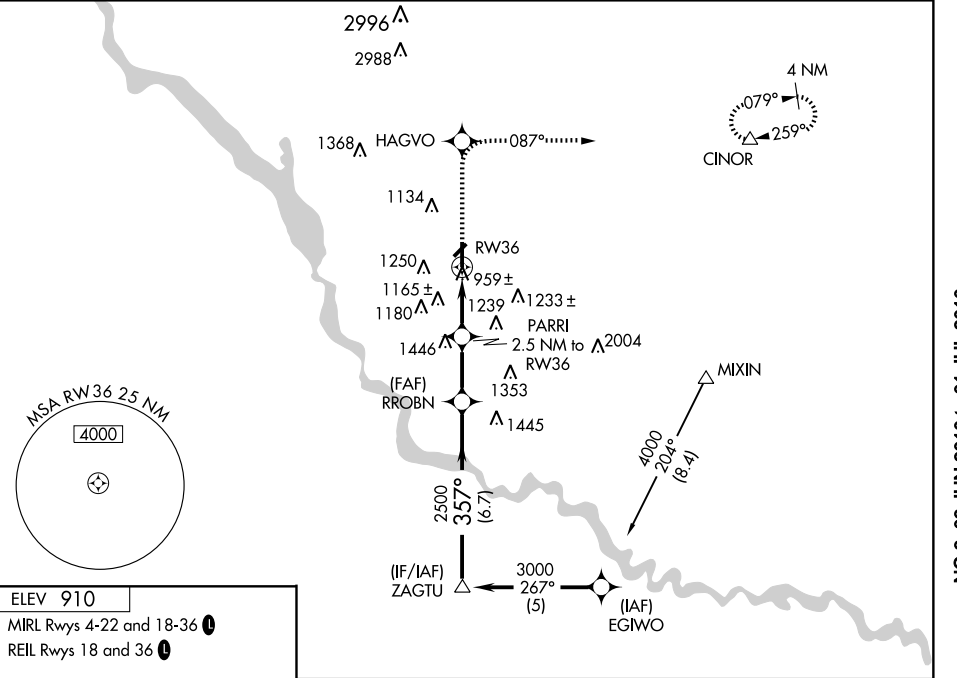 2996
2988
4 NM
079°
259°
CINOR
1368
HAGVO
087°
1134
RW36
1250
959±
1165±
1233±
1180
1239
PARRI
2.5 NM to
RW36
2004
1446
1353
(FAF)
RROBN
MIXIN
1445
MSA RW36 25 NM
4000
4000
204°
(8.4)
2500
357°
(6.7)
(IF/IAF)
ZAGTU
3000
267°
(5)
(IAF)
EGIWO
ELEV 910
MIRL Rwys 4-22 and 18-36 L
REIL Rwys 18 and 36 L